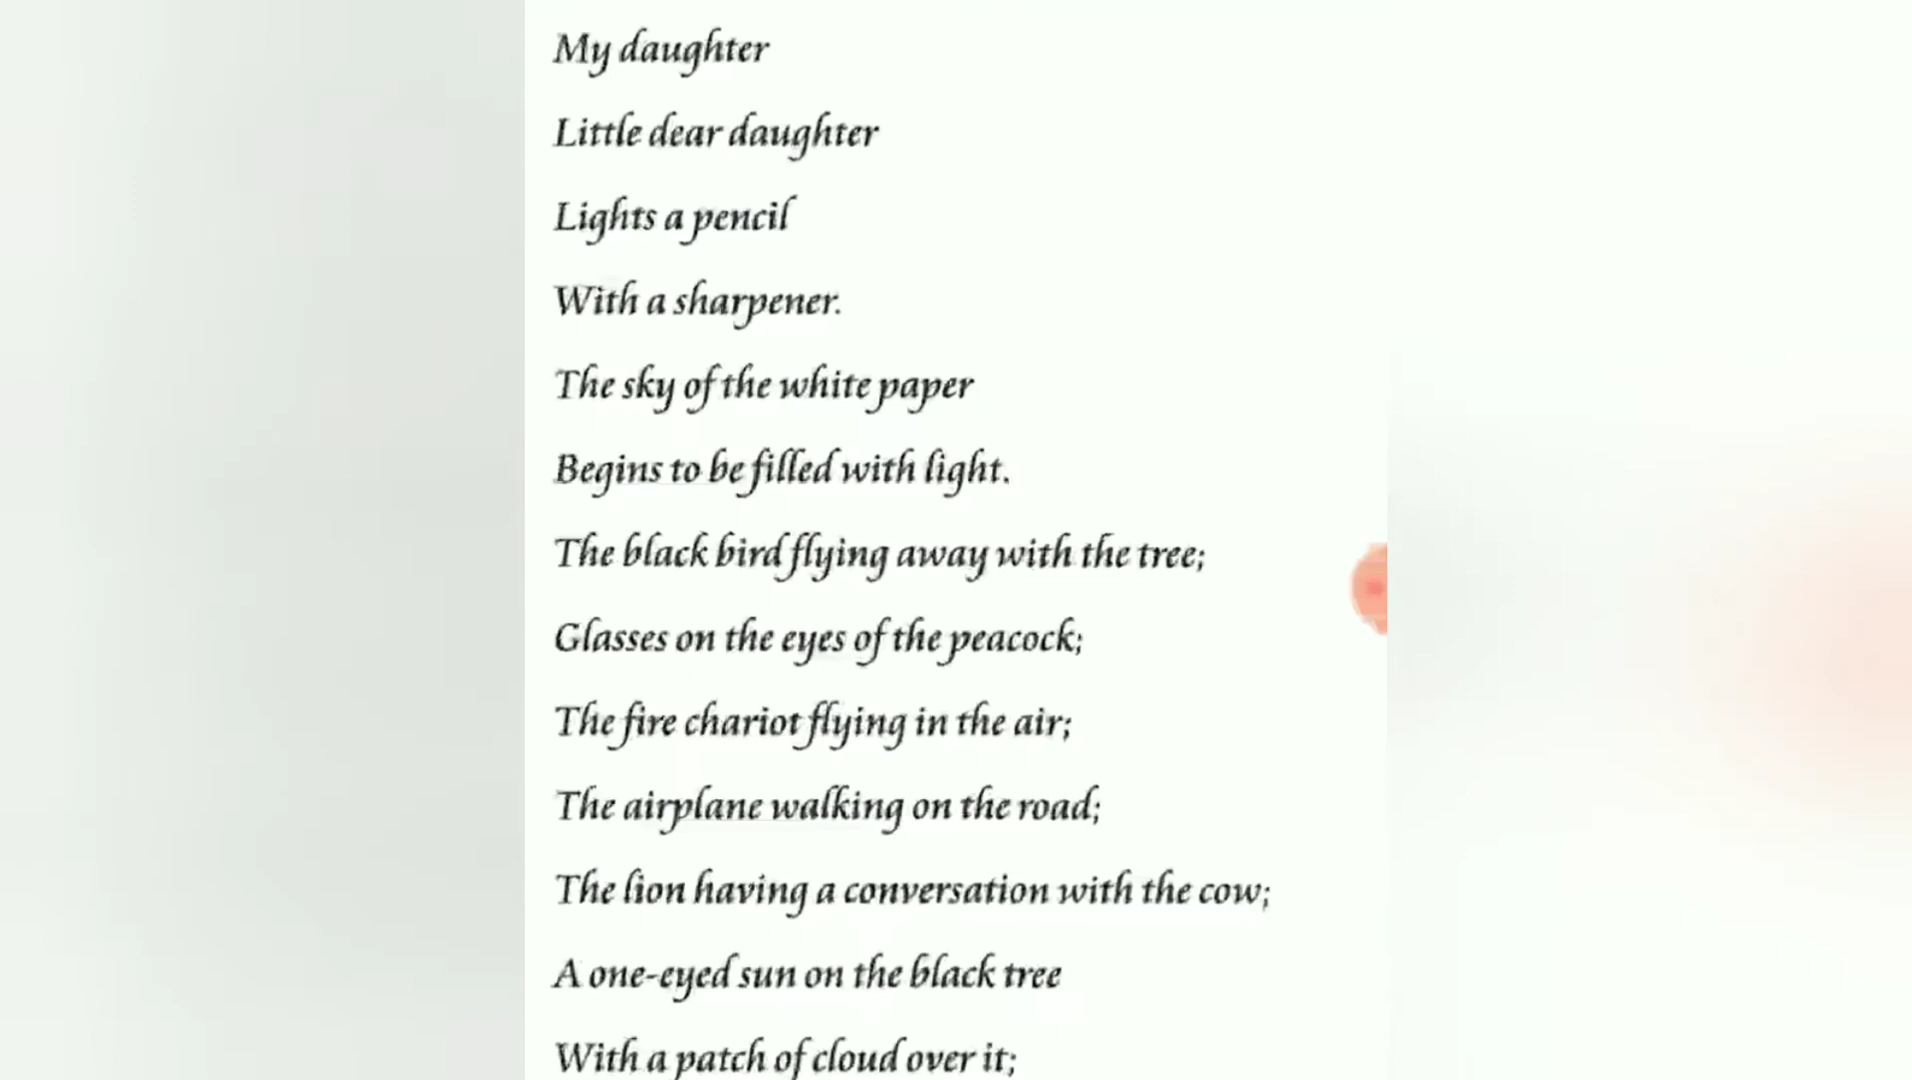 My daughter
Little dear daughter
Lights a pencil
With a sharpener.
The sky of the white paper
Begins to be filled with light.
The black bird flying away with the tree;
Glasses on the eyes of the peacock;
The fire chariot flying in the air;
The airplane walking on the road;
The lion having a conversation with the cow;
A one-eyed sun on the black tree
With a patch of cloud over it;